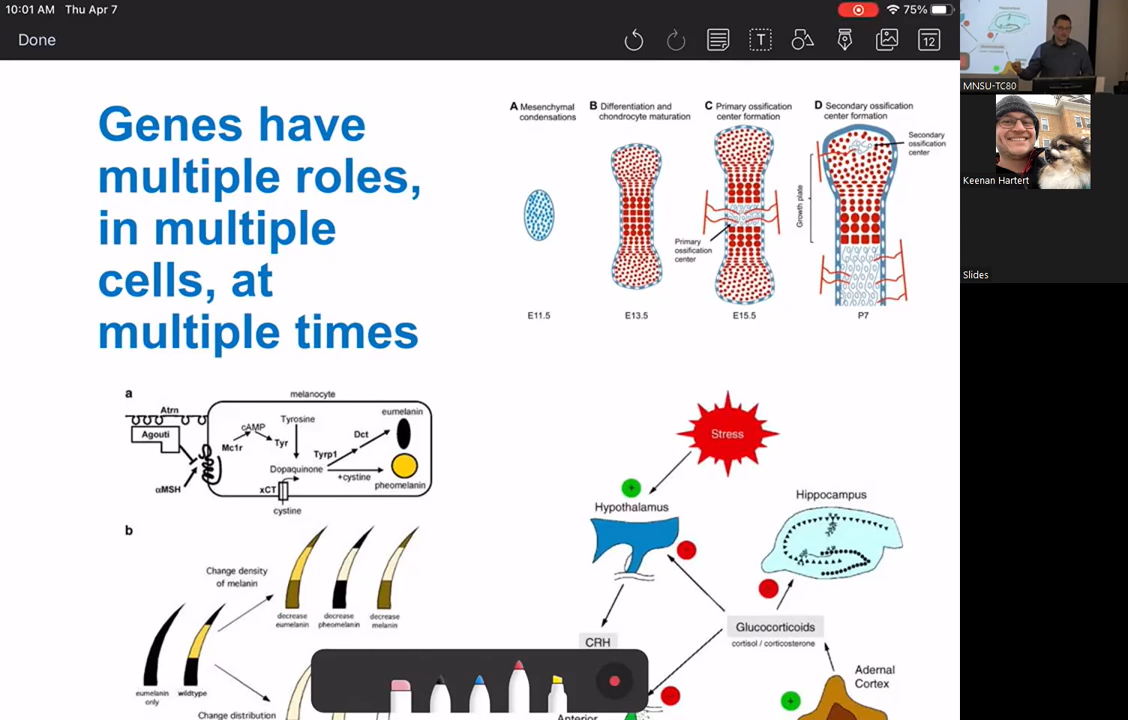 10:01 AM Thu Apr 7
75%
Done
T
12
Genes have
multiple roles,
in multiple
cells, at
multiple times
A Mesenchymal
condensations
B Differentiation and
chondrocyte maturation
C Primary ossification
center formation
D Secondary ossification
center formation
Secondary
ossification
center
Growth plate
Primary
ossification
center
E11.5
E13.5
E15.5
P7
a
melanocyte
Atrn
Agouti
αMSH
Mc1r
cAMP
Tyr
Tyrosine
Dopaquinone
Tyrp1
Dct
+cystine
eumelanin
pheomelanin
xCT
cystine
b
Change density
of melanin
decrease
eumelanin
decrease
pheomelanin
decrease
melanin
eumelanin
only
wildtype
Change distribution
Stress
+
Hypothalamus
Hippocampus
CRH
Glucocorticoids
cortisol / corticosterone
Adernal
Cortex
+
Anterior
MNSU-TC80
Keenan Hartert
Slides